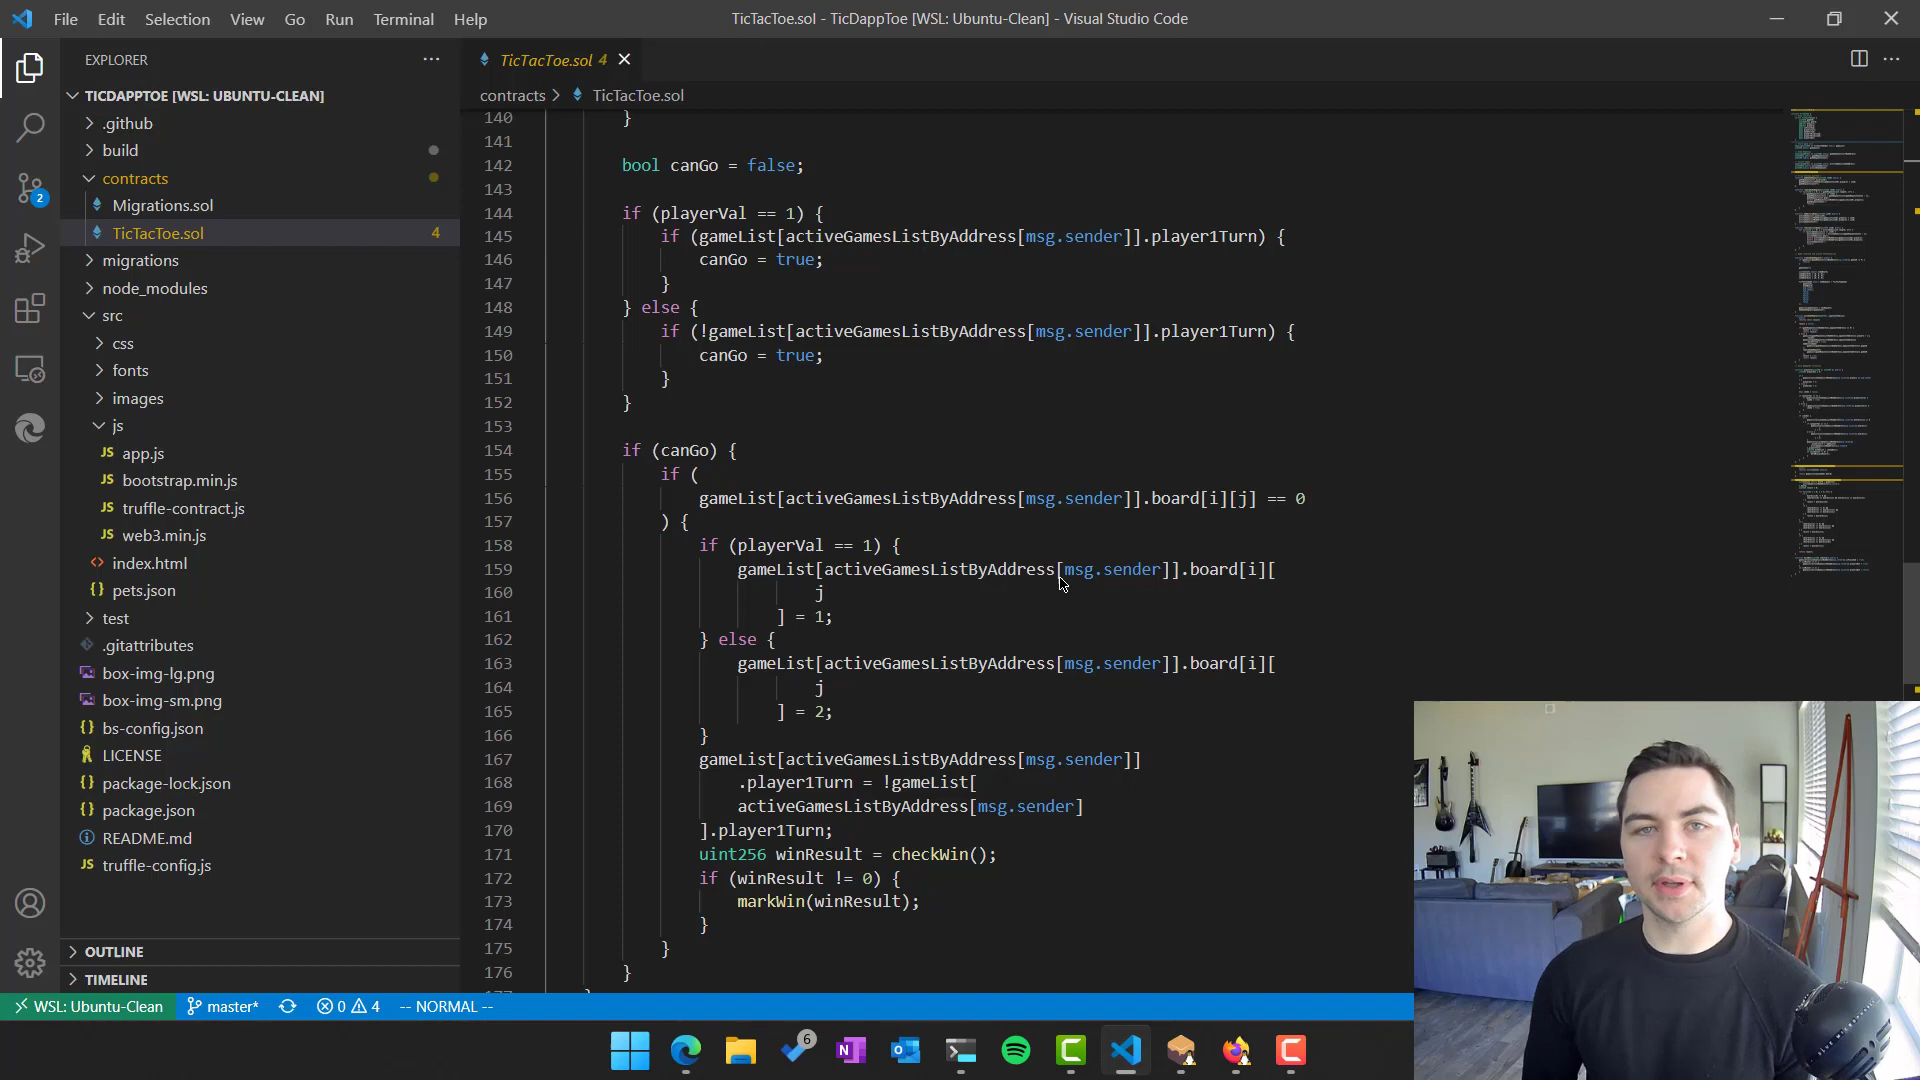 File Edit Selection View Go Run Terminal Help
TicTacToe.sol - TicDappToe [WSL: Ubuntu-Clean] - Visual Studio Code
EXPLORER
TICDAPPTOE [WSL: UBUNTU-CLEAN]
.github
build
contracts
Migrations.sol
TicTacToe.sol 4
migrations
node_modules
src
css
fonts
images
js
JS app.js
JS bootstrap.min.js
JS truffle-contract.js
JS web3.min.js
<> index.html
{} pets.json
test
.gitattributes
box-img-lg.png
box-img-sm.png
{} bs-config.json
LICENSE
{} package-lock.json
{} package.json
README.md
JS truffle-config.js
OUTLINE
TIMELINE
2
TicTacToe.sol 4
contracts > TicTacToe.sol
140 }
141
142 bool canGo = false;
143
144 if (playerVal == 1) {
145 if (gameList[activeGamesListByAddress[msg.sender]].player1Turn) {
146 canGo = true;
147 }
148 } else {
149 if (!gameList[activeGamesListByAddress[msg.sender]].player1Turn) {
150 canGo = true;
151 }
152 }
153
154 if (canGo) {
155 if (
156 gameList[activeGamesListByAddress[msg.sender]].board[i][j] == 0
157 ) {
158 if (playerVal == 1) {
159 gameList[activeGamesListByAddress[msg.sender]].board[i][
160 j
161 ] = 1;
162 } else {
163 gameList[activeGamesListByAddress[msg.sender]].board[i][
164 j
165 ] = 2;
166 }
167 gameList[activeGamesListByAddress[msg.sender]]
168 .player1Turn = !gameList[
169 activeGamesListByAddress[msg.sender]
170 ].player1Turn;
171 uint256 winResult = checkWin();
172 if (winResult != 0) {
173 markWin(winResult);
174 }
175 }
176 }
WSL: Ubuntu-Clean master* 0 4 -- NORMAL --
6